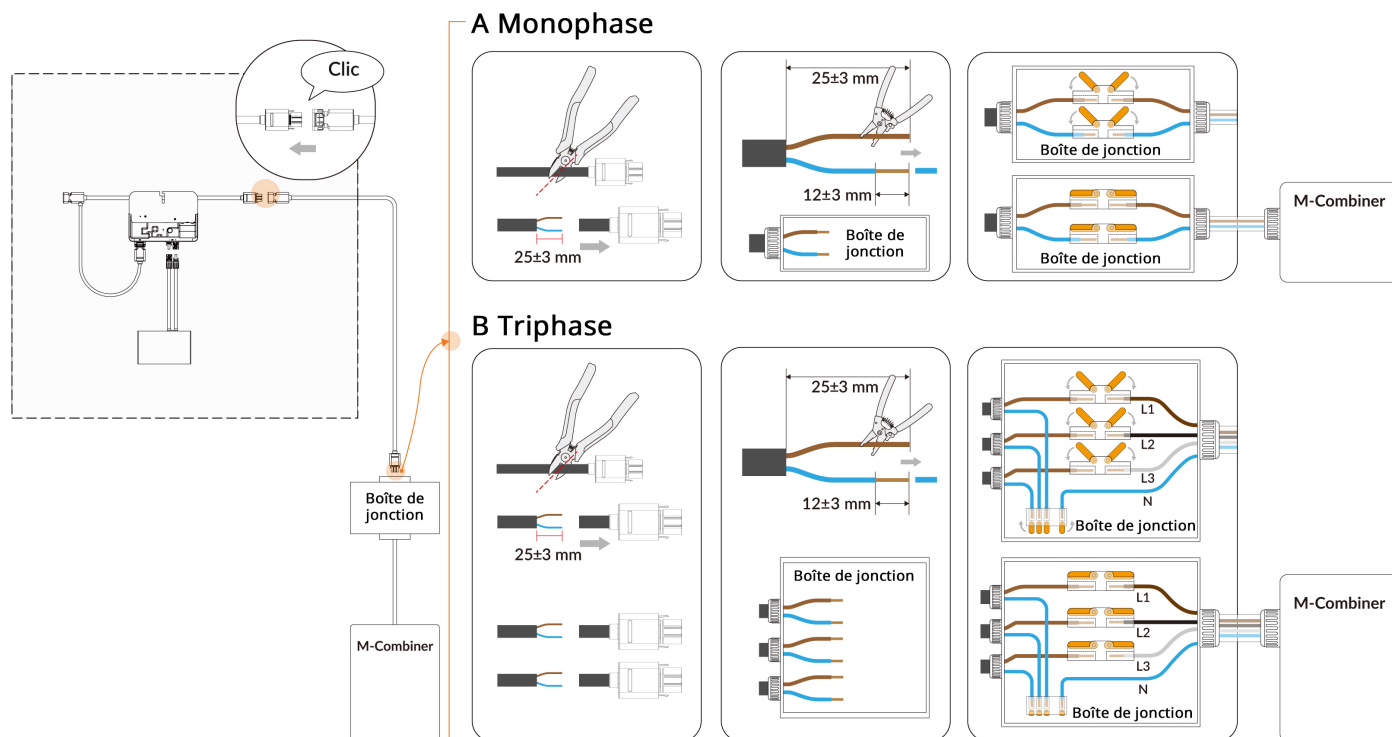 Clic
Boîte de
jonction
M-Combiner
A Monophase
25±3 mm
25±3 mm
12±3 mm
Boîte de
jonction
Boîte de jonction
Boîte de jonction
M-Combiner
B Triphase
25±3 mm
25±3 mm
12±3 mm
Boîte de jonction
L1
L2
L3
N
Boîte de jonction
L1
L2
L3
N
Boîte de jonction
M-Combiner